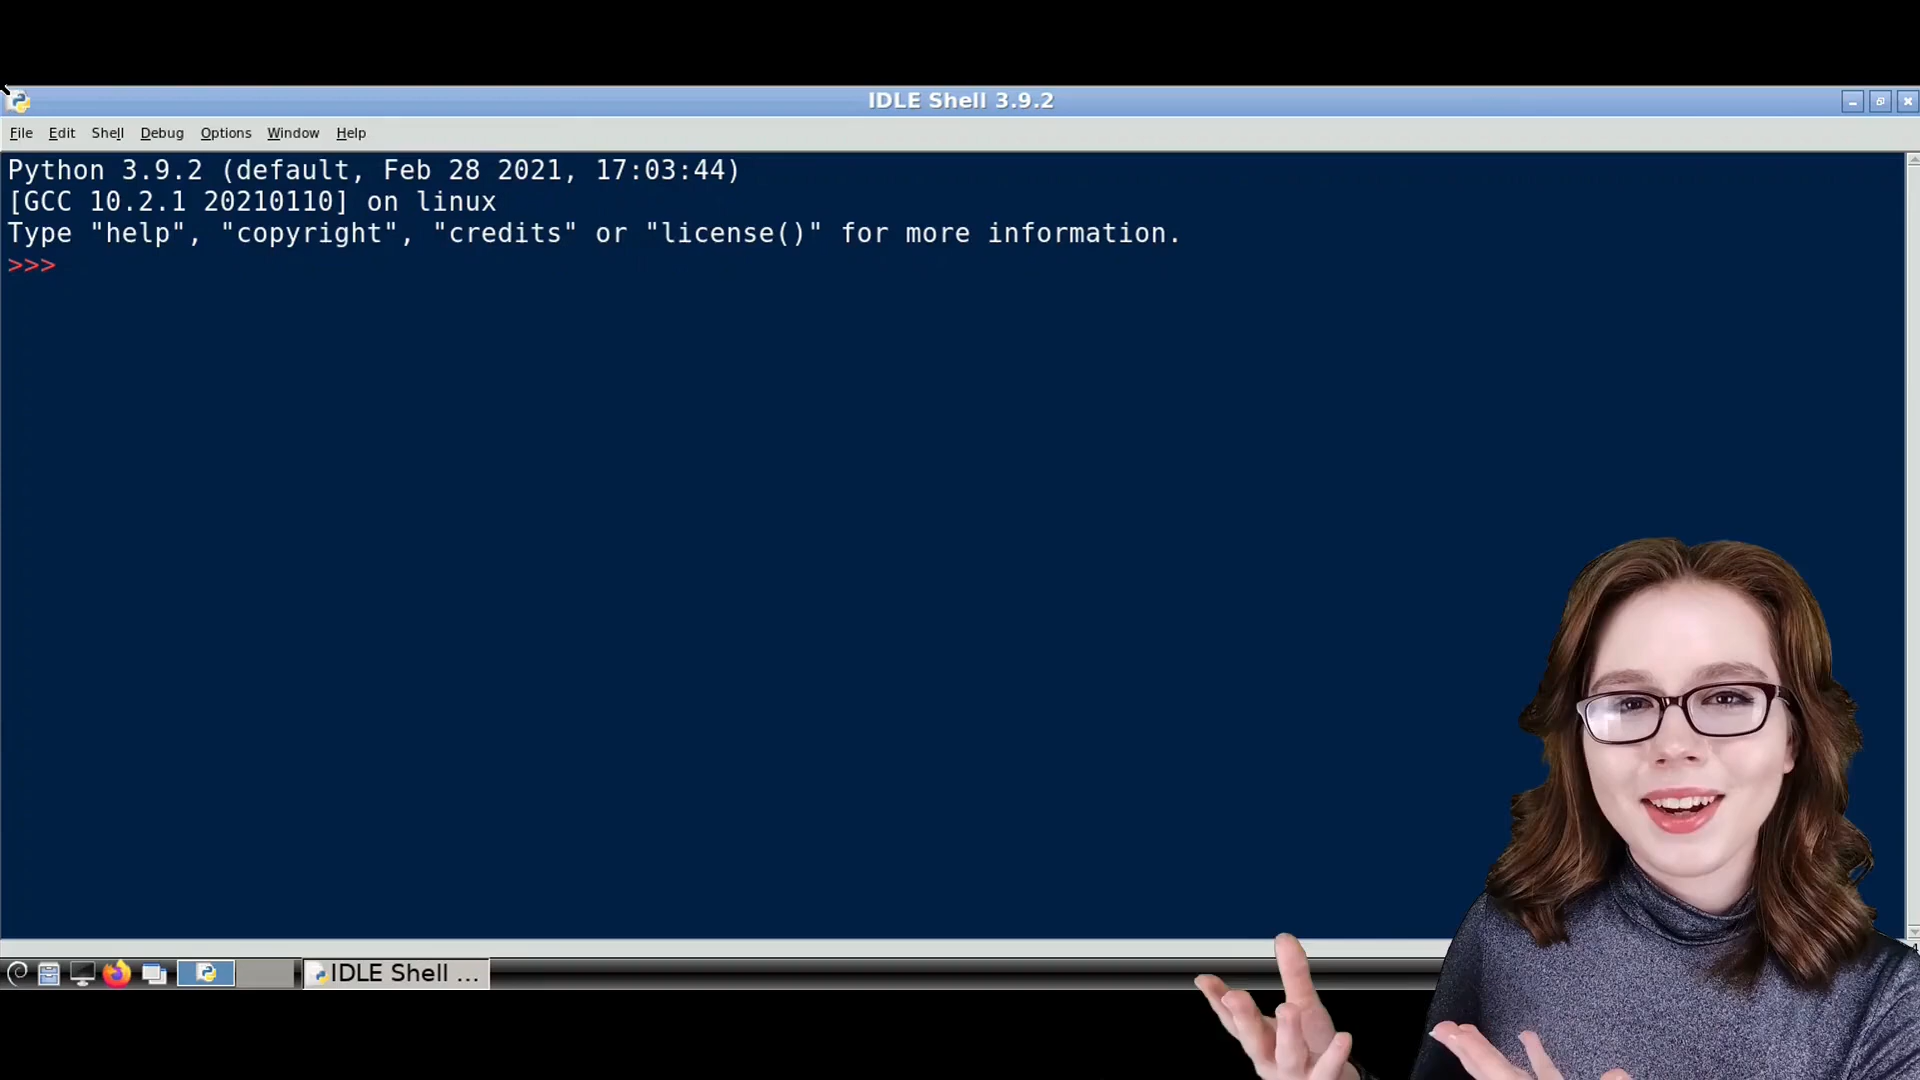 IDLE Shell 3.9.2
File Edit Shell Debug Options Window Help
Python 3.9.2 (default, Feb 28 2021, 17:03:44)
[GCC 10.2.1 20210110] on linux
Type "help", "copyright", "credits" or "license()" for more information.
>>>
IDLE Shell ...